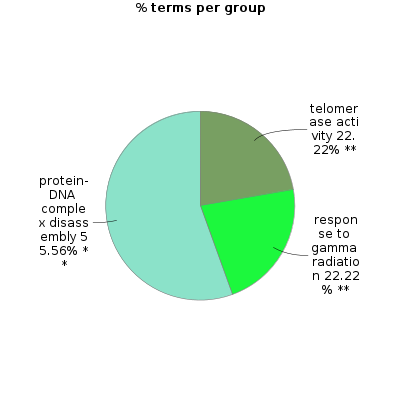 % terms per group
telomer
ase acti
vity 22.
22% **
protein-
DNA
comple
x disass
embly 5
5.56% *
*
respon
se to
gamma
radiatio
n 22.22
% **